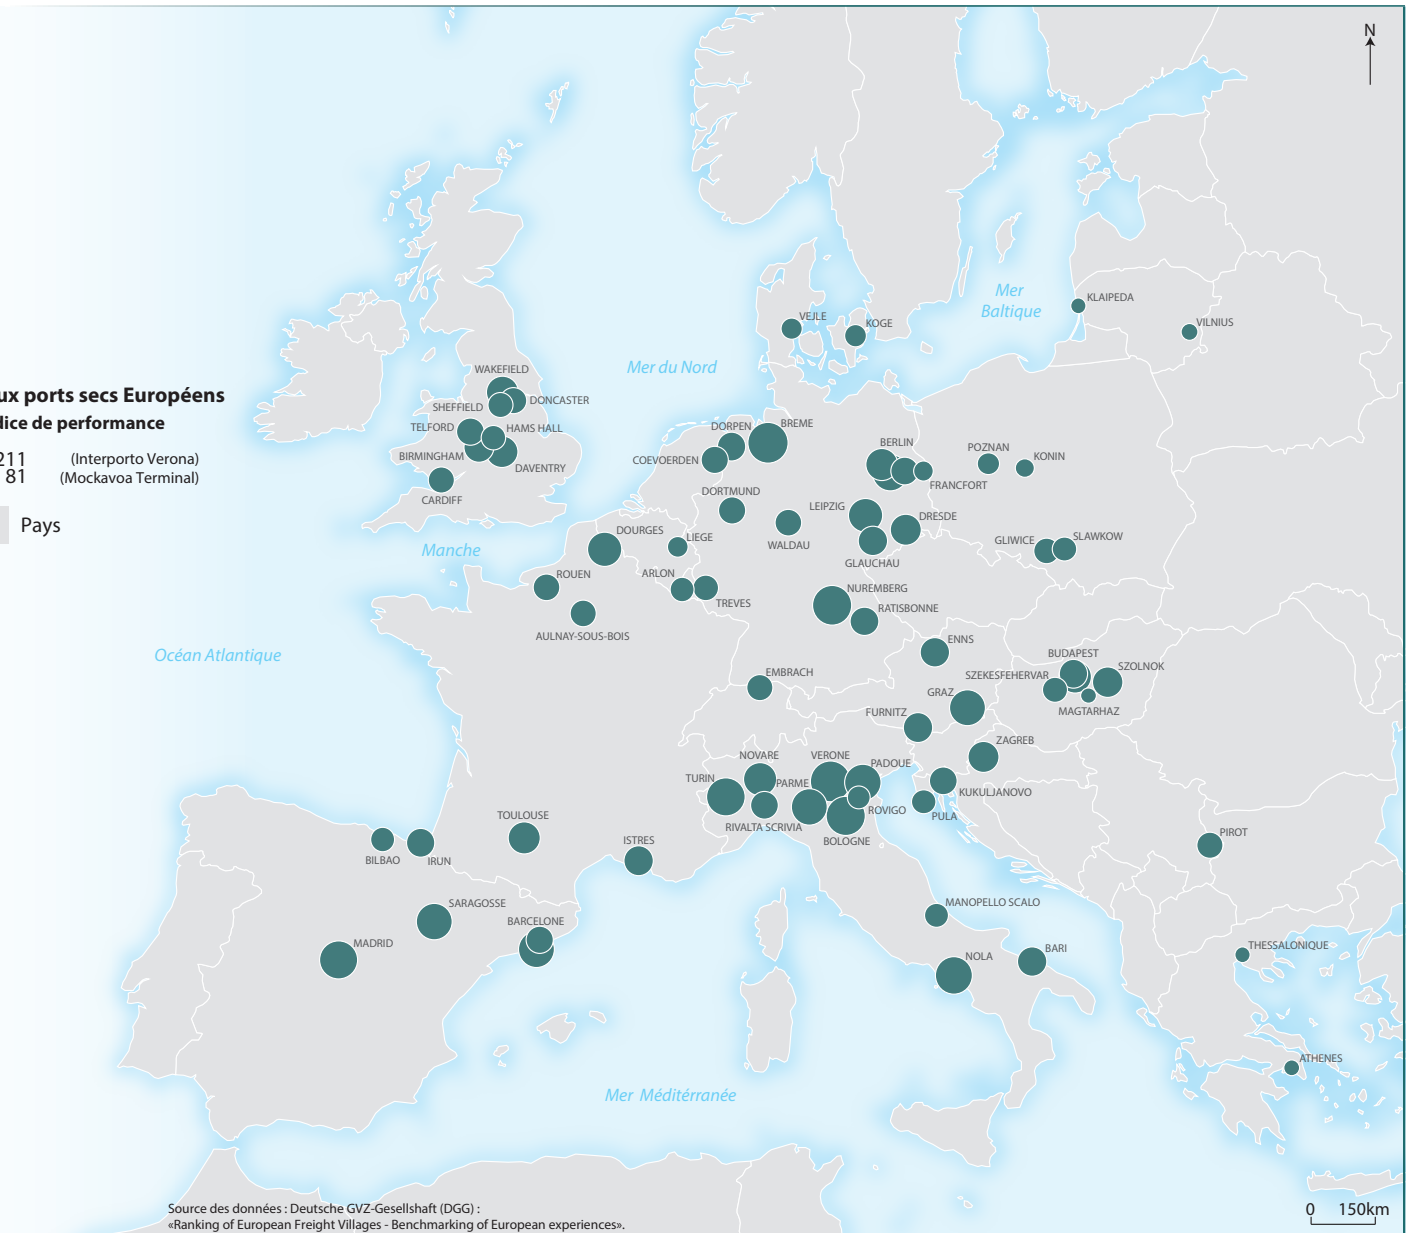 N
KLAIPEDA
Mer
Baltique
VILNIUS
VEJLE
KOGE
Mer du Nord
WAKEFIELD
ux ports secs Européens
DONCASTER
SHEFFIELD
dice de performance
TELFORD
HAMS HALL
DORPEN
BREME
BERLIN
POZNAN
211 (Interporto Verona)
BIRMINGHAM
COEVOERDEN
KONIN
81 (Mockavoa Terminal)
DAVENTRY
FRANCFORT
CARDIFF
DORTMUND
LEIPZIG
DRESDE
Pays
DOURGES
LIEGE
WALDAU
GLIWICE
SLAWKOW
Manche
GLAUCHAU
ROUEN
ARLON
NUREMBERG
TREVES
RATISBONNE
AULNAY-SOUS-BOIS
ENNS
Océan Atlantique
BUDAPEST
SZOLNOK
EMBRACH
SZEKESFEHERVAR
GRAZ
FURNITZ
MAGTARHAZ
ZAGREB
NOVARE
VERONE
PADOUE
TURIN
PARME
KUKULJANOVO
ROVIGO
PULA
TOULOUSE
RIVALTA SCRIVIA
ISTRES
BOLOGNE
PIROT
BILBAO
IRUN
SARAGOSSE
MANOPELLO SCALO
BARCELONE
MADRID
BARI
THESSALONIQUE
NOLA
ATHENES
Mer Méditérranée
Source des données : Deutsche GVZ-Gesellschaft (DGG) :
«Ranking of European Freight Villages - Benchmarking of European experiences».
0 150km